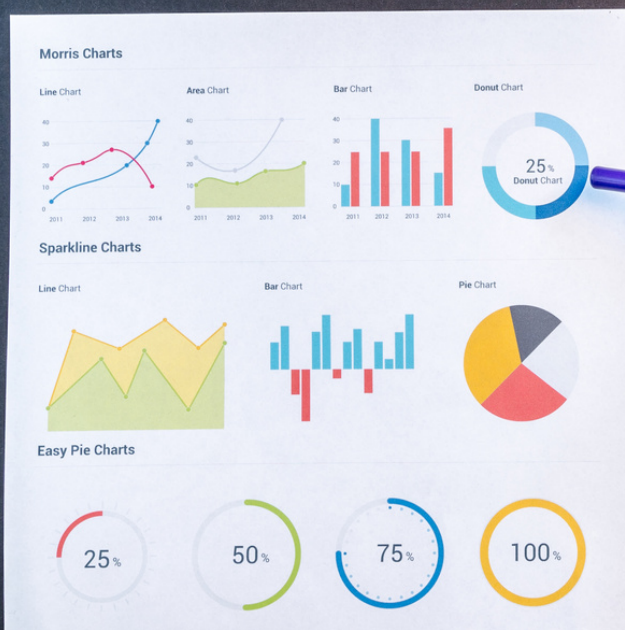 Morris Charts
Line Chart
Area Chart
Bar Chart
Donut Chart
40
30
20
10
0
2011 2012 2013 2014
40
30
20
10
0
2011 2012 2013 2014
40
30
20
10
0
2011 2012 2013 2014
25%
Donut Chart
Sparkline Charts
Line Chart
Bar Chart
Pie Chart
Easy Pie Charts
25%
50%
75%
100%